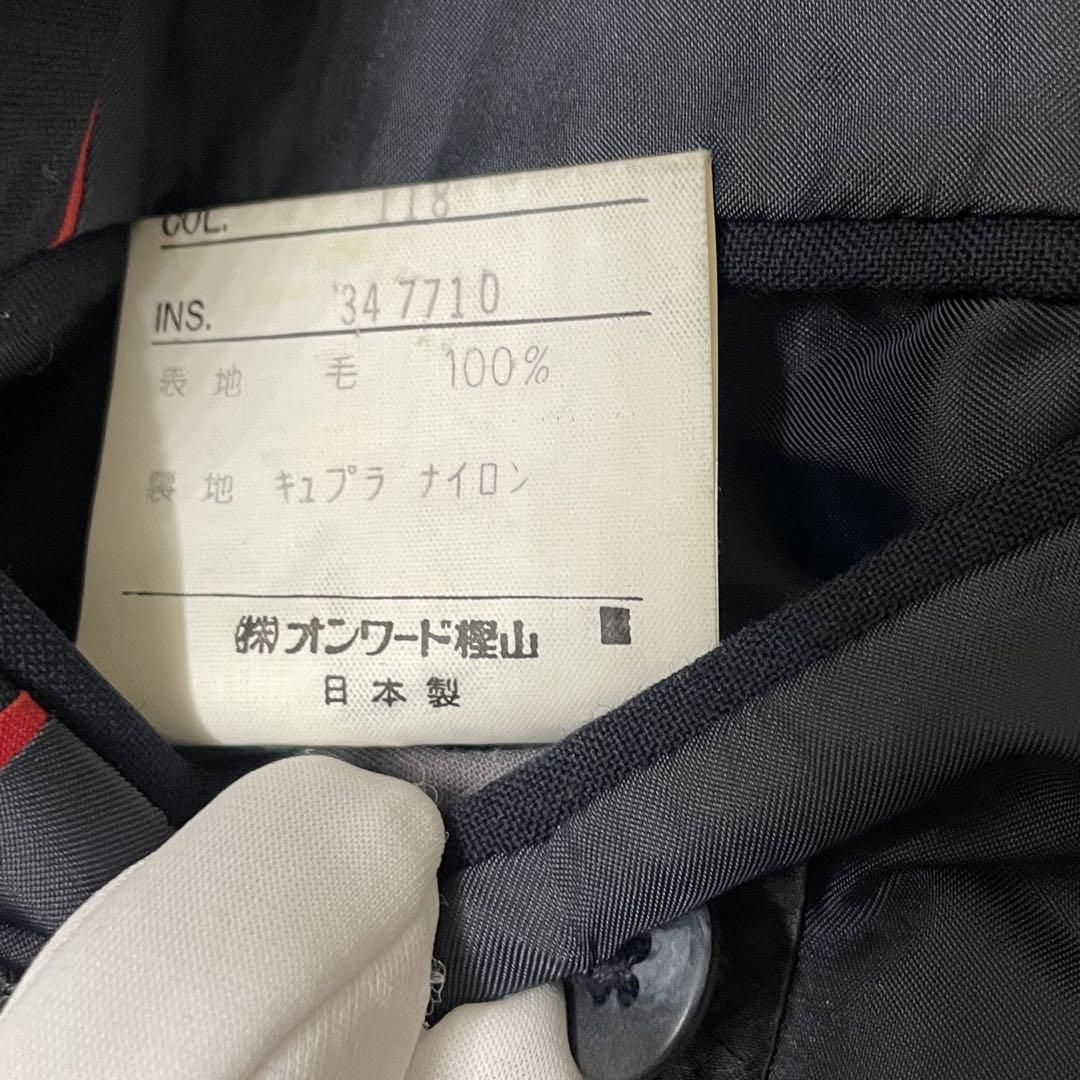 COL. 118
INS. 347710
表地 毛 100%
裏地 キュプラ ナイロン
(株)オンワード樫山
日本製